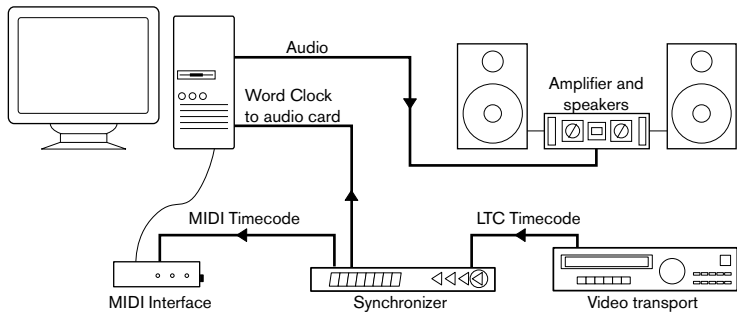 Audio
Amplifier and
speakers
Word Clock
to audio card
MIDI Timecode
LTC Timecode
MIDI Interface
Synchronizer
Video transport